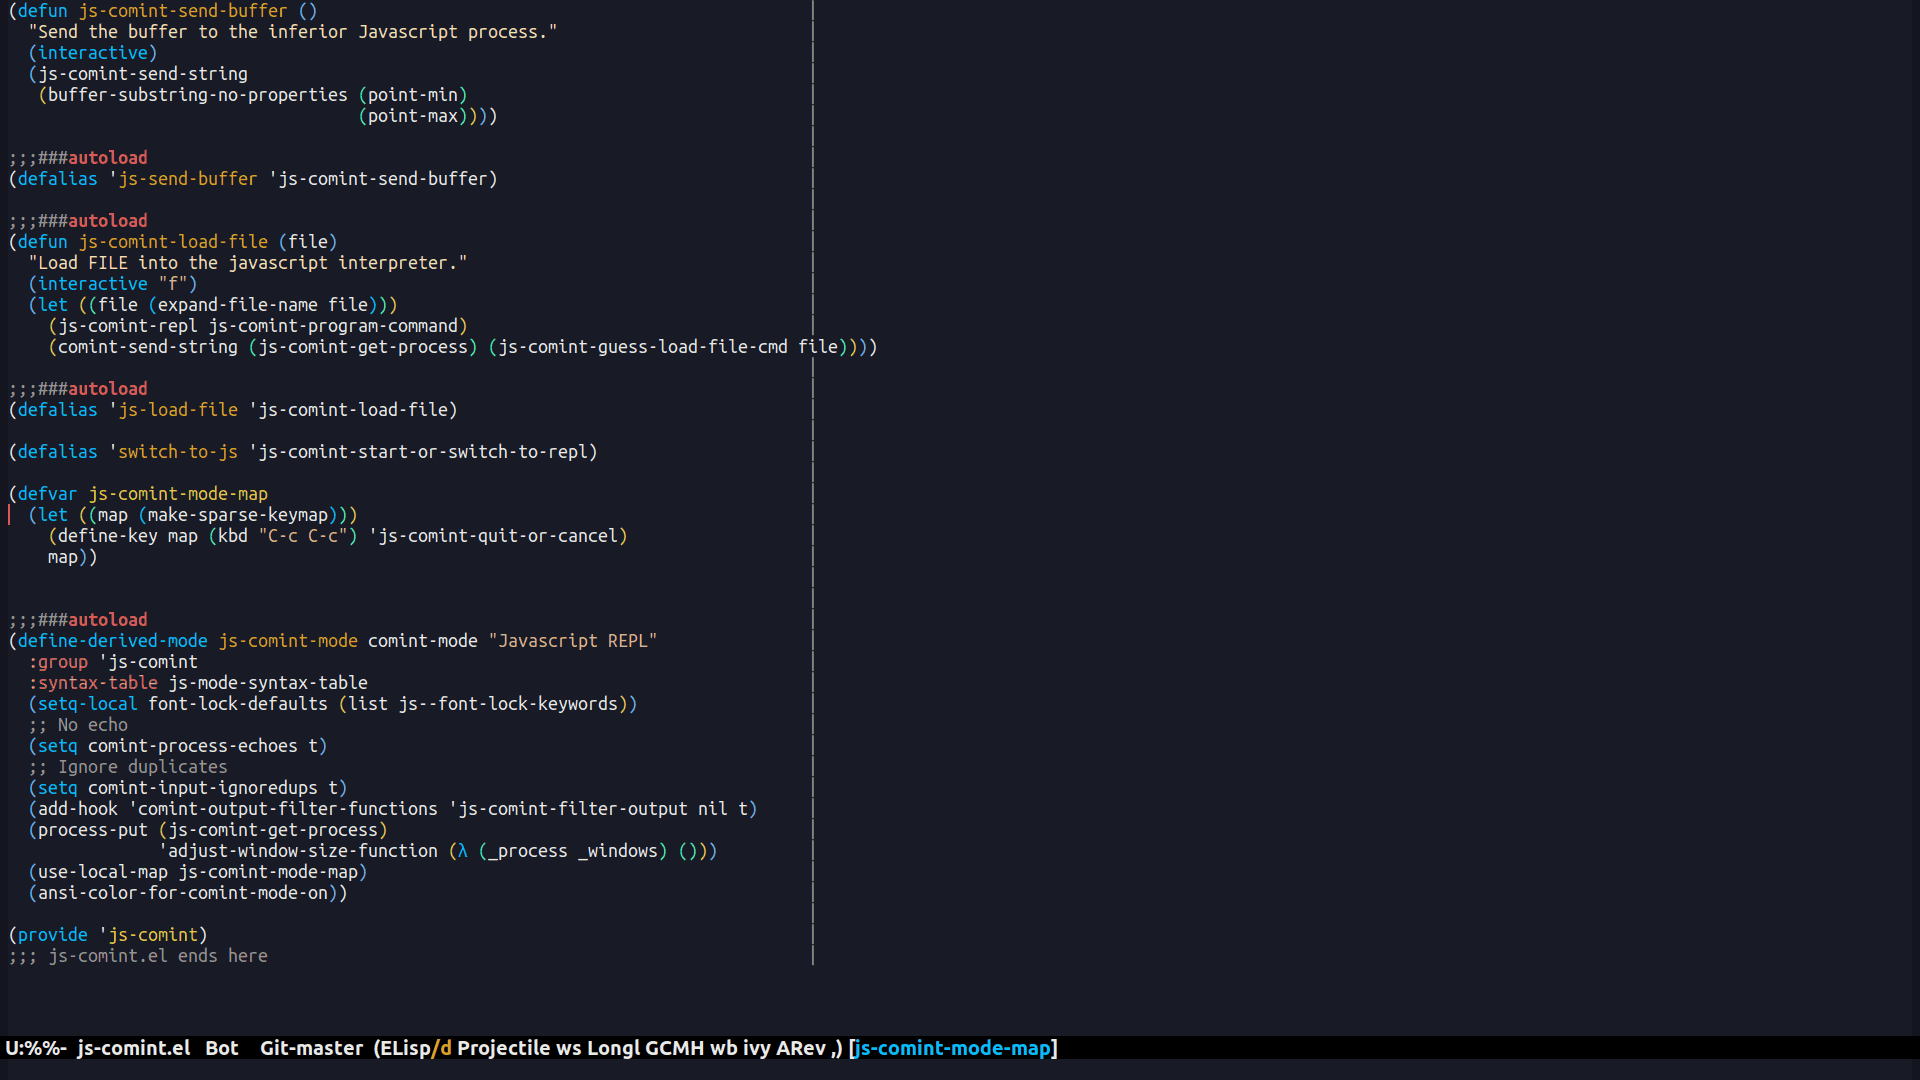 (defun js-comint-send-buffer ()
  "Send the buffer to the inferior Javascript process."
  (interactive)
  (js-comint-send-string
   (buffer-substring-no-properties (point-min)
                                   (point-max))))

;;;###autoload
(defalias 'js-send-buffer 'js-comint-send-buffer)

;;;###autoload
(defun js-comint-load-file (file)
  "Load FILE into the javascript interpreter."
  (interactive "f")
  (let ((file (expand-file-name file)))
    (js-comint-repl js-comint-program-command)
    (comint-send-string (js-comint-get-process) (js-comint-guess-load-file-cmd file))))

;;;###autoload
(defalias 'js-load-file 'js-comint-load-file)

(defalias 'switch-to-js 'js-comint-start-or-switch-to-repl)

(defvar js-comint-mode-map
  (let ((map (make-sparse-keymap)))
    (define-key map (kbd "C-c C-c") 'js-comint-quit-or-cancel)
    map))


;;;###autoload
(define-derived-mode js-comint-mode comint-mode "Javascript REPL"
  :group 'js-comint
  :syntax-table js-mode-syntax-table
  (setq-local font-lock-defaults (list js--font-lock-keywords))
  ;; No echo
  (setq comint-process-echoes t)
  ;; Ignore duplicates
  (setq comint-input-ignoredups t)
  (add-hook 'comint-output-filter-functions 'js-comint-filter-output nil t)
  (process-put (js-comint-get-process)
               'adjust-window-size-function (λ (_process _windows) ()))
  (use-local-map js-comint-mode-map)
  (ansi-color-for-comint-mode-on))

(provide 'js-comint)
;;; js-comint.el ends here
U:%%-  js-comint.el   Bot    Git-master  (ELisp/d Projectile ws Longl GCMH wb ivy ARev ,) [js-comint-mode-map]